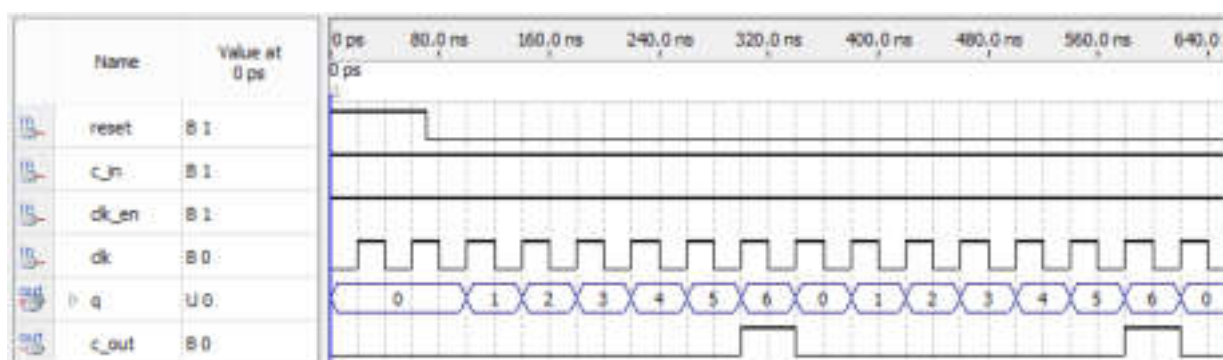 Name Value at 0 ps
0 ps 80.0 ns 160.0 ns 240.0 ns 320.0 ns 400.0 ns 480.0 ns 560.0 ns 640.0
0 ps
reset B 1
c_in B 1
clk_en B 1
clk B 0
q U 0 0 1 2 3 4 5 6 0 1 2 3 4 5 6 0
c_out B 0